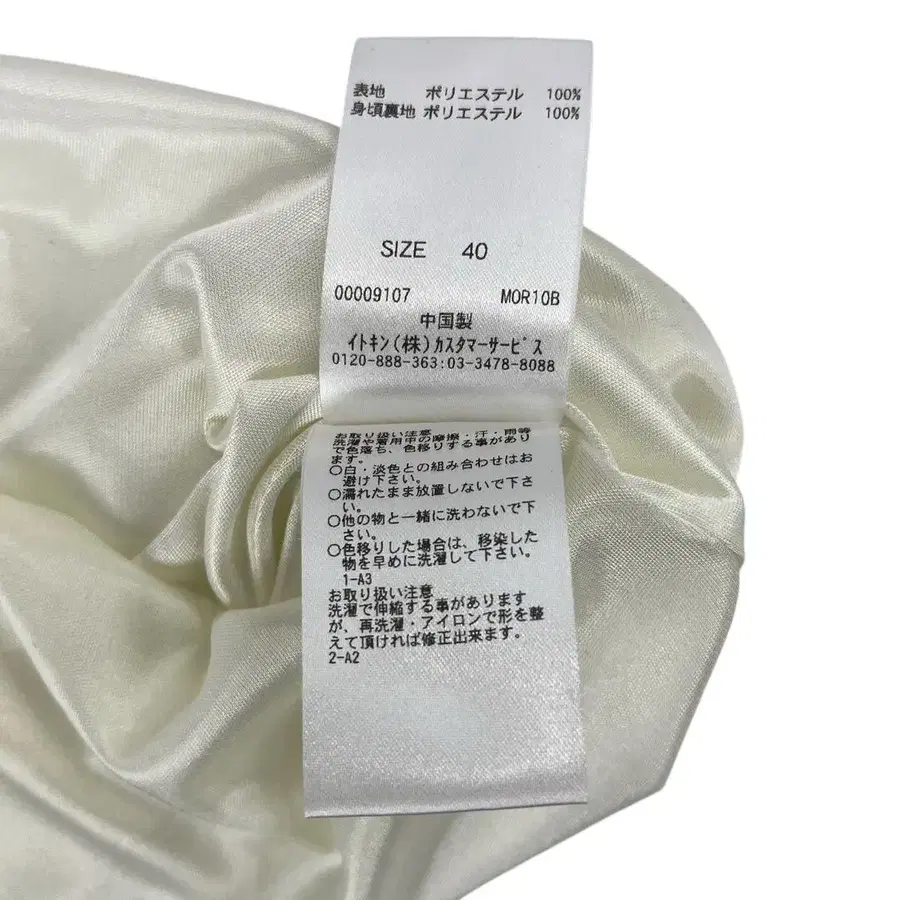 表地 ポリエステル 100%
身頃裏地 ポリエステル 100%
SIZE 40
00009107 MOR10B
中国製
イトキン(株)カスタマーサービス
0120-888-363:03-3478-8088
お取り扱い注意
洗濯や着用中の摩擦・汗・雨等
で色落ち、色移りする事があり
ます。
○白・淡色との組み合わせはお
避け下さい。
○濡れたまま放置しないで下さ
い。
○他の物と一緒に洗わないで下
さい。
○色移りした場合は、移染した
物を早めに洗濯して下さい。
1-A3
お取り扱い注意
洗濯で伸縮する事があります
が、再洗濯・アイロンで形を整
えて頂ければ修正出来ます。
2-A2